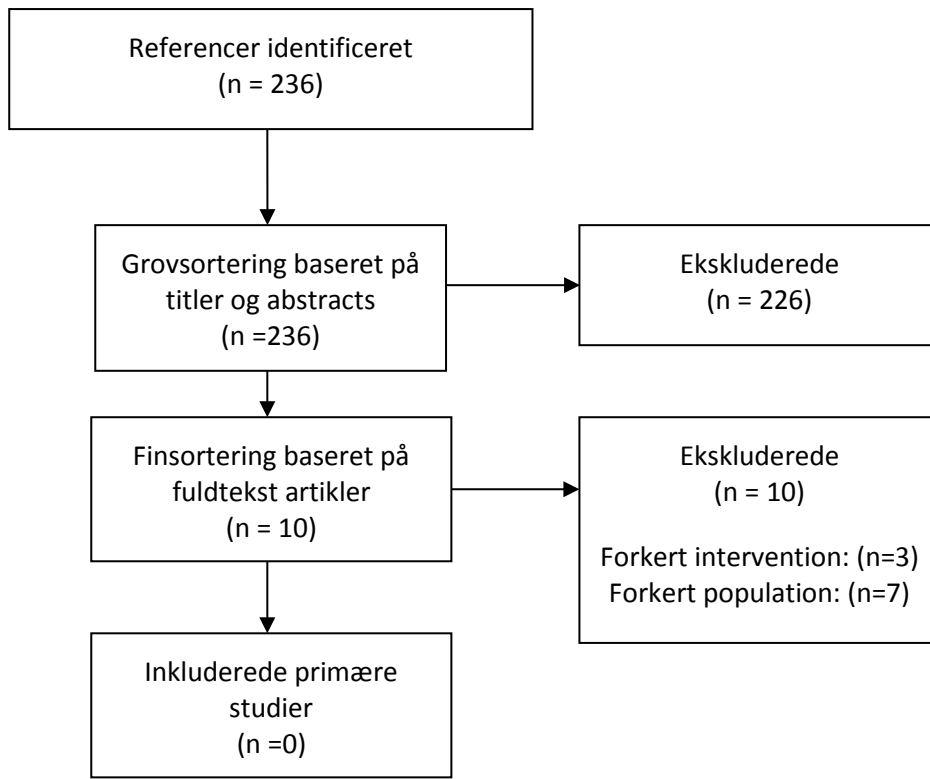 Referencer identificeret
(n = 236)
Grovsortering baseret på
titler og abstracts
(n =236)
Ekskluderede
(n = 226)
Finsortering baseret på
fuldtekst artikler
(n = 10)
Ekskluderede
(n = 10)
Forkert intervention: (n=3)
Forkert population: (n=7)
Inkluderede primære
studier
(n =0)